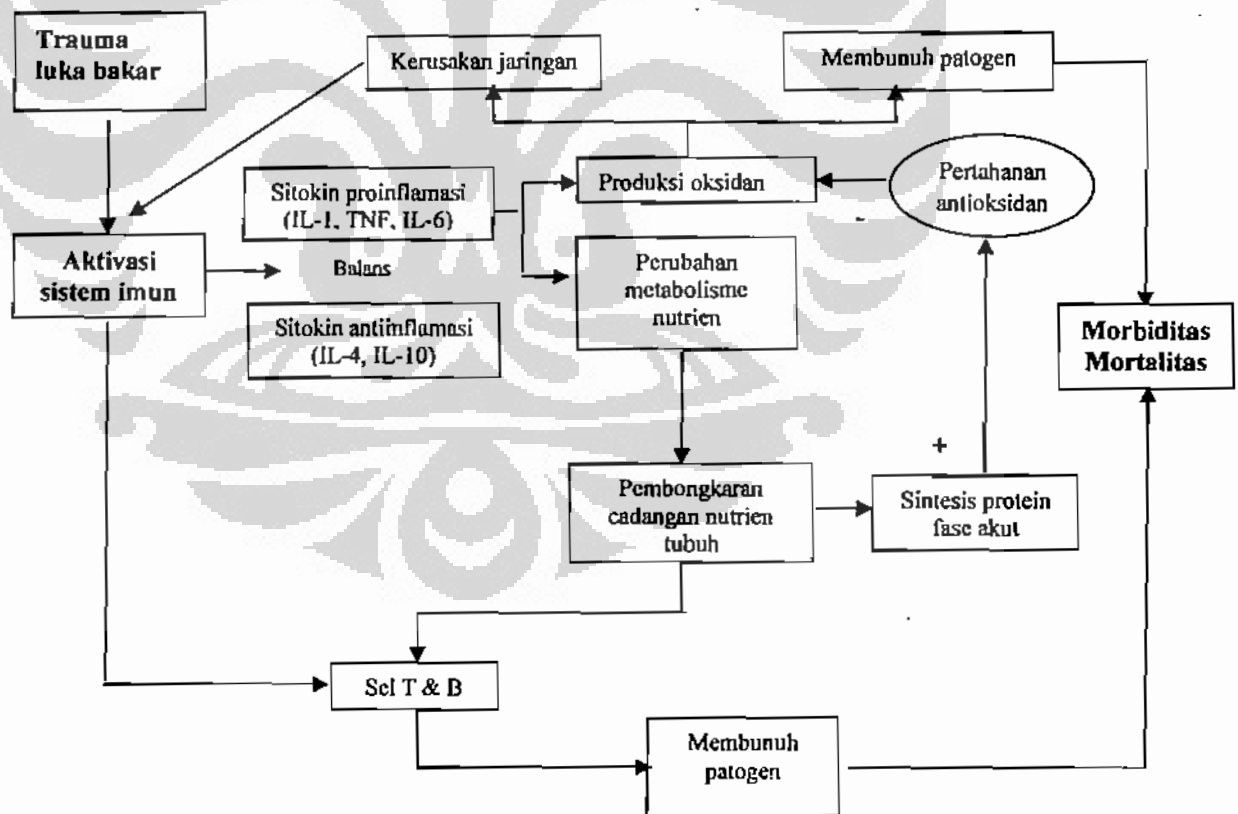 Trauma
luka bakar
Kerusakan jaringan
Membunuh patogen
Sitokin proinflamasi
(IL-1, TNF, IL-6)
Produksi oksidan
Pertahanan
antioksidan
Aktivasi
sistem imun
Balans
Perubahan
metabolisme
nutrien
Sitokin antiinflamasi
(IL-4, IL-10)
Morbiditas
Mortalitas
+
Pembongkaran
cadangan nutrien
tubuh
Sintesis protein
fase akut
Sel T & B
Membunuh
patogen